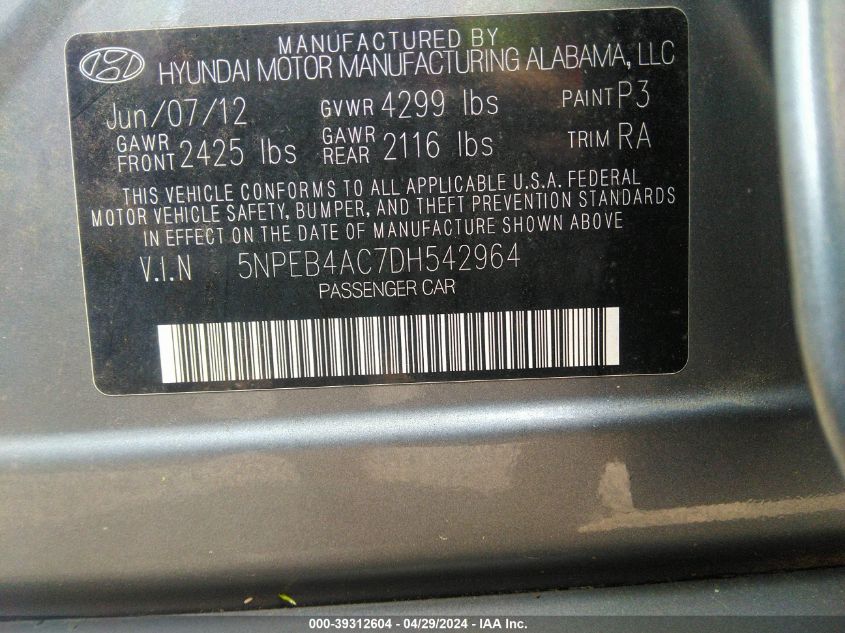 MANUFACTURED BY
HYUNDAI MOTOR MANUFACTURING ALABAMA, LLC
Jun/07/12 GVWR 4299 lbs PAINT P3
GAWR FRONT 2425 lbs GAWR REAR 2116 lbs TRIM RA
THIS VEHICLE CONFORMS TO ALL APPLICABLE U.S.A. FEDERAL
MOTOR VEHICLE SAFETY, BUMPER, AND THEFT PREVENTION STANDARDS
IN EFFECT ON THE DATE OF MANUFACTURE SHOWN ABOVE
V.I.N 5NPEB4AC7DH542964
PASSENGER CAR
000-39312604 - 04/29/2024 - IAA Inc.